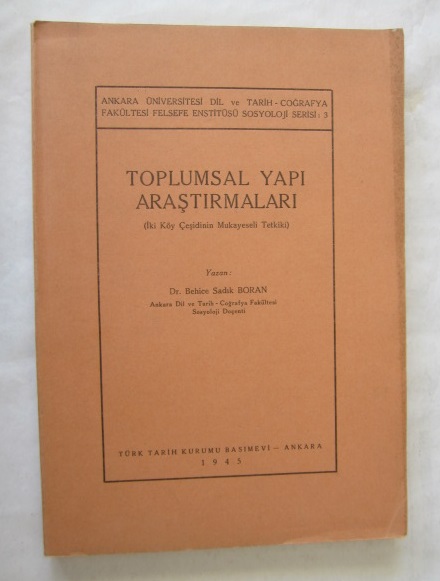 ANKARA ÜNİVERSİTESİ DİL ve TARİH - COĞRAFYA
FAKÜLTESİ FELSEFE ENSTİTÜSÜ SOSYOLOJİ SERİSİ : 3
TOPLUMSAL YAPI
ARAŞTIRMALARI
(İki Köy Çeşidinin Mukayeseli Tetkiki)
Yazan :
Dr. Behice Sadık BORAN
Ankara Dil ve Tarih - Coğrafya Fakültesi
Sosyoloji Doçenti
TÜRK TARİH KURUMU BASIMEVİ — ANKARA
1945